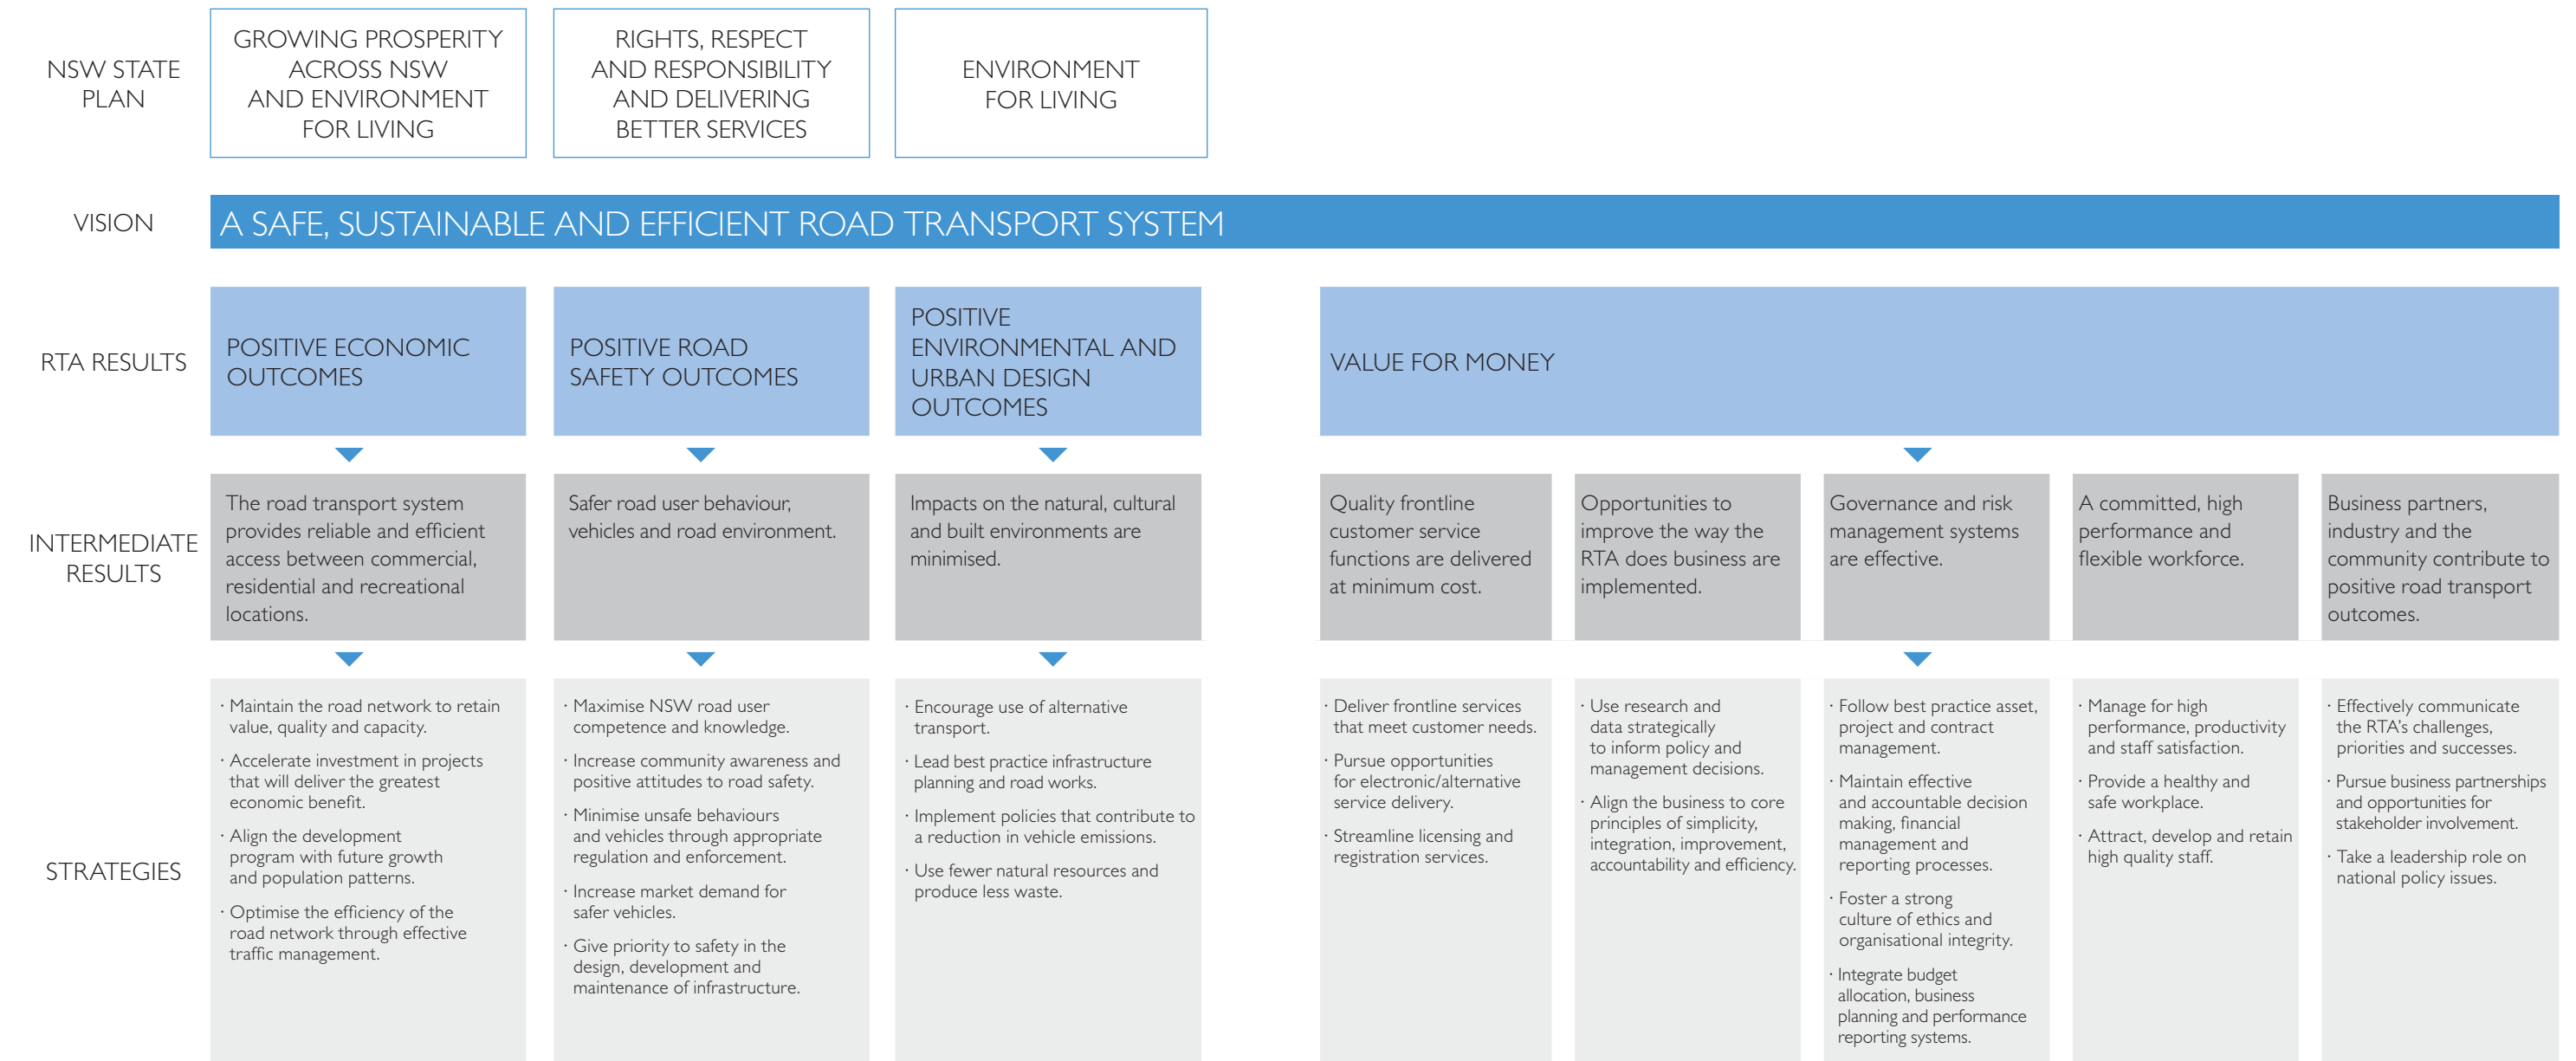 NSW STATE
PLAN
GROWING PROSPERITY
ACROSS NSW
AND ENVIRONMENT
FOR LIVING
RIGHTS, RESPECT
AND RESPONSIBILITY
AND DELIVERING
BETTER SERVICES
ENVIRONMENT
FOR LIVING
VISION
A SAFE, SUSTAINABLE AND EFFICIENT ROAD TRANSPORT SYSTEM
RTA RESULTS
POSITIVE ECONOMIC
OUTCOMES
POSITIVE ROAD
SAFETY OUTCOMES
POSITIVE
ENVIRONMENTAL AND
URBAN DESIGN
OUTCOMES
VALUE FOR MONEY
INTERMEDIATE
RESULTS
The road transport system
provides reliable and efficient
access between commercial,
residential and recreational
locations.
Safer road user behaviour,
vehicles and road environment.
Impacts on the natural, cultural
and built environments are
minimised.
Quality frontline
customer service
functions are delivered
at minimum cost.
Opportunities to
improve the way the
RTA does business are
implemented.
Governance and risk
management systems
are effective.
A committed, high
performance and
flexible workforce.
Business partners,
industry and the
community contribute to
positive road transport
outcomes.
STRATEGIES
· Maintain the road network to retain
value, quality and capacity.
· Accelerate investment in projects
that will deliver the greatest
economic benefit.
· Align the development
program with future growth
and population patterns.
· Optimise the efficiency of the
road network through effective
traffic management.
· Maximise NSW road user
competence and knowledge.
· Increase community awareness and
positive attitudes to road safety.
· Minimise unsafe behaviours
and vehicles through appropriate
regulation and enforcement.
· Increase market demand for
safer vehicles.
· Give priority to safety in the
design, development and
maintenance of infrastructure.
· Encourage use of alternative
transport.
· Lead best practice infrastructure
planning and road works.
· Implement policies that contribute to
a reduction in vehicle emissions.
· Use fewer natural resources and
produce less waste.
· Deliver frontline services
that meet customer needs.
· Pursue opportunities
for electronic/alternative
service delivery.
· Streamline licensing and
registration services.
· Use research and
data strategically
to inform policy and
management decisions.
· Align the business to core
principles of simplicity,
integration, improvement,
accountability and efficiency.
· Follow best practice asset,
project and contract
management.
· Maintain effective
and accountable decision
making, financial
management and
reporting processes.
· Foster a strong
culture of ethics and
organisational integrity.
· Integrate budget
allocation, business
planning and performance
reporting systems.
· Manage for high
performance, productivity
and staff satisfaction.
· Provide a healthy and
safe workplace.
· Attract, develop and retain
high quality staff.
· Effectively communicate
the RTA's challenges,
priorities and successes.
· Pursue business partnerships
and opportunities for
stakeholder involvement.
· Take a leadership role on
national policy issues.